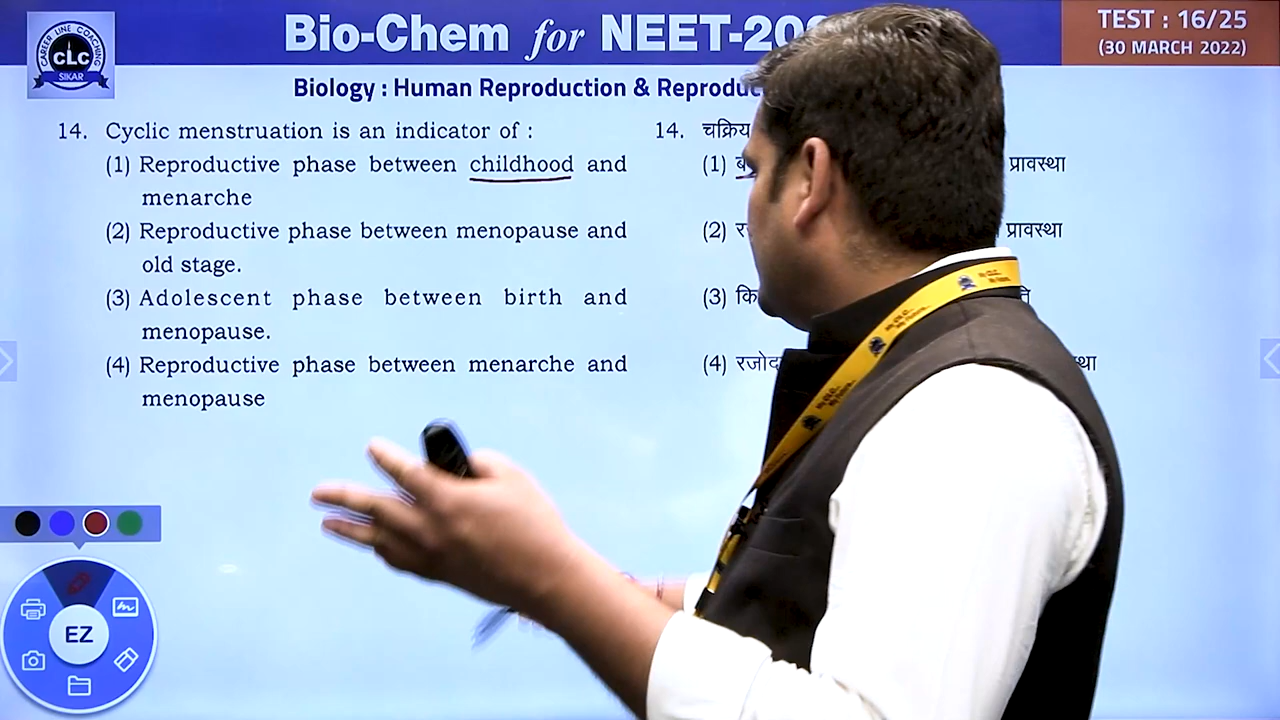 Bio-Chem for NEET-20
TEST : 16/25
(30 MARCH 2022)
CAREER LINE COACHING
CLC
SIKAR
Biology : Human Reproduction &
14. Cyclic menstruation is an indicator of :
(1) Reproductive phase between childhood and
menarche
(2) Reproductive phase between menopause and
old stage.
(3) Adolescent phase between birth and
menopause.
(4) Reproductive phase between menarche and
menopause
14. चक्रिय
(1) प्रावस्था
(2) प्रावस्था
(3)
(4)
EZ